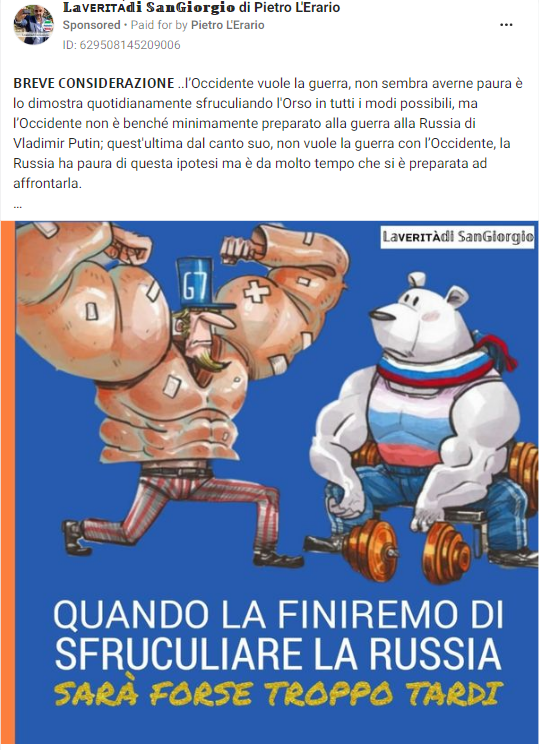 LaVERITÀdi SanGiorgio di Pietro L'Erario
Sponsored • Paid for by Pietro L'Erario
ID: 629508145209006
BREVE CONSIDERAZIONE ..l'Occidente vuole la guerra, non sembra averne paura è
lo dimostra quotidianamente sfruculiando l'Orso in tutti i modi possibili, ma
l'Occidente non è benché minimamente preparato alla guerra alla Russia di
Vladimir Putin; quest'ultima dal canto suo, non vuole la guerra con l'Occidente, la
Russia ha paura di questa ipotesi ma è da molto tempo che si è preparata ad
affrontarla.
...
LaVERITÀdi SanGiorgio
G7
QUANDO LA FINIREMO DI
SFRUCULIARE LA RUSSIA
SARÀ FORSE TROPPO TARDI